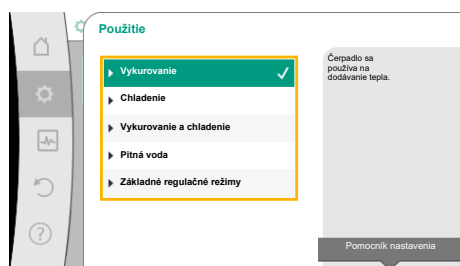 Použitie
Vykurovanie
Chladenie
Vykurovanie a chladenie
Pitná voda
Základné regulačné režimy
Čerpadlo sa
používa na
dodávanie tepla.
Pomocník nastavenia
?